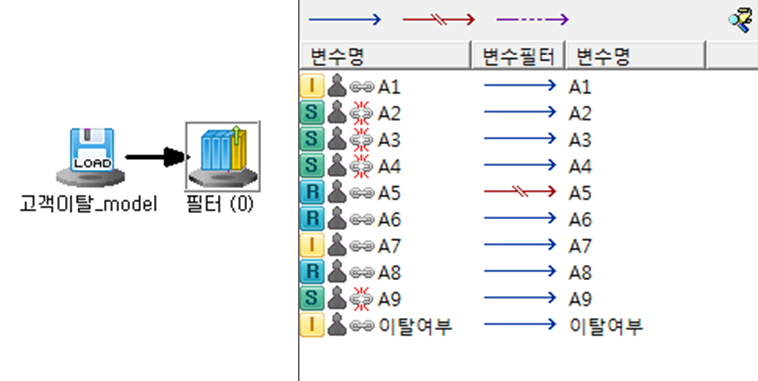 LOAD
고객이탈_model
필터 (0)
변수명 변수필터 변수명
I A1 A1
S A2 A2
S A3 A3
S A4 A4
R A5 A5
R A6 A6
I A7 A7
R A8 A8
S A9 A9
I 이탈여부 이탈여부